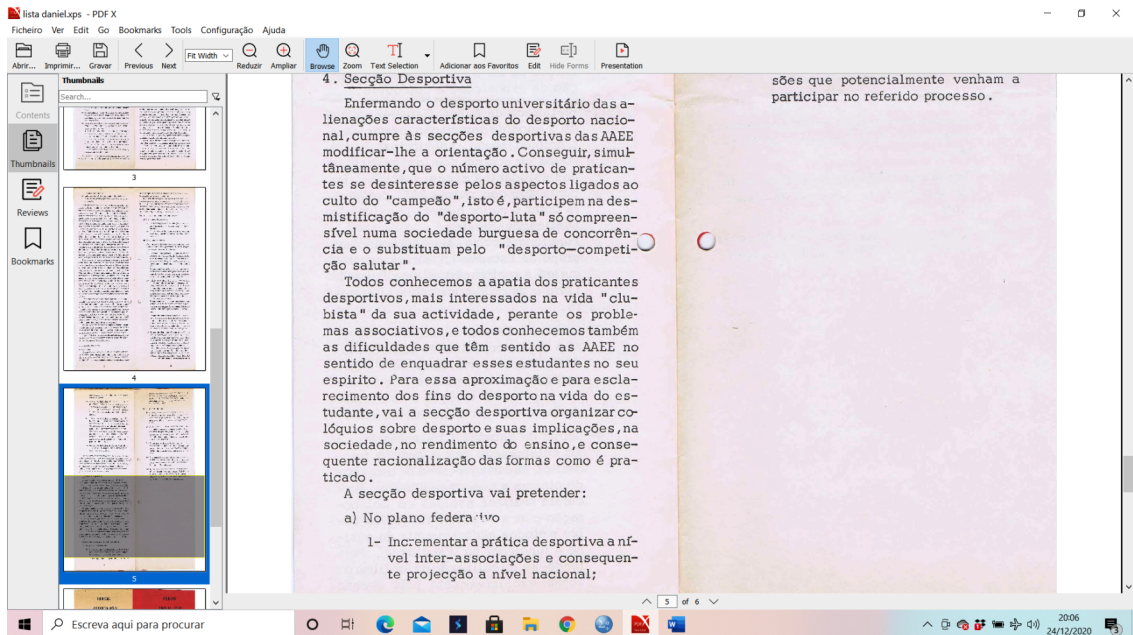 lista daniel.xps - PDF X
Ficheiro Ver Edit Go Bookmarks Tools Configuração Ajuda
Abrir... Imprimir... Gravar Previous Next Fit Width Reduzir Ampliar Browse Zoom Text Selection Adicionar aos Favoritos Edit Hide Forms Presentation
Contents
Thumbnails
Reviews
Bookmarks
Thumbnails
Search...
3
4
5
4. Secção Desportiva
Enfermando o desporto universitário das a-
lienações características do desporto nacio-
nal, cumpre às secções desportivas das AAEE
modificar-lhe a orientação. Conseguir, simul-
tâneamente, que o número activo de pratican-
tes se desinteresse pelos aspectos ligados ao
culto do "campeão", isto é, participem na des-
mistificação do "desporto-luta" só compreen-
sível numa sociedade burguesa de concorrên-
cia e o substituam pelo "desporto—competi-
ção salutar".
Todos conhecemos a apatia dos praticantes
desportivos, mais interessados na vida "clu-
bista" da sua actividade, perante os proble-
mas associativos, e todos conhecemos também
as dificuldades que têm sentido as AAEE no
sentido de enquadrar esses estudantes no seu
espirito. Para essa aproximação e para escla-
recimento dos fins do desporto na vida do es-
tudante, vai a secção desportiva organizar co-
lóquios sobre desporto e suas implicações, na
sociedade, no rendimento do ensino, e conse-
quente racionalização das formas como é pra-
ticado.
A secção desportiva vai pretender:
a) No plano federativo
1- Incrementar a prática desportiva a ní-
vel inter-associações e consequen-
te projecção a nível nacional;
sões que potencialmente venham a
participar no referido processo.
5 of 6
Escreva aqui para procurar
20:06
24/12/2020
3